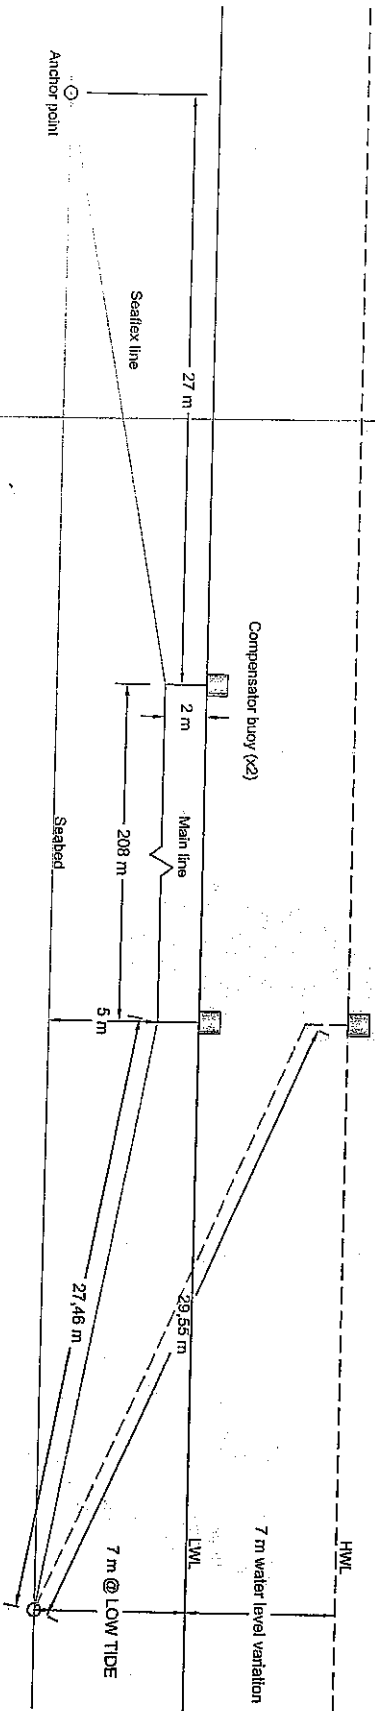 Anchor point
Seaflex line
27 m
Compensator buoy (x2)
2 m
Main line
208 m
Seabed
5 m
27,46 m
29,55 m
7 m @ LOW TIDE
LWL
7 m water level variation
HWL